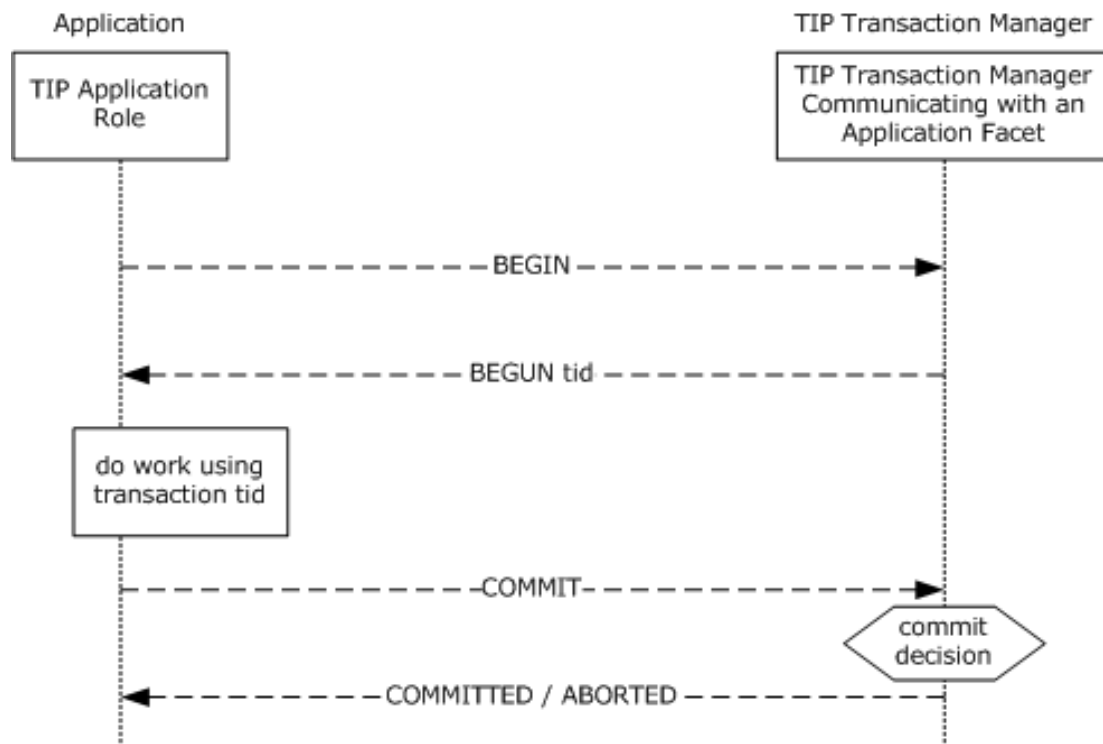 Application
TIP Transaction Manager
TIP Application
Role
TIP Transaction Manager
Communicating with an
Application Facet
BEGIN
BEGUN tid
do work using
transaction tid
COMMIT
commit
decision
COMMITTED / ABORTED